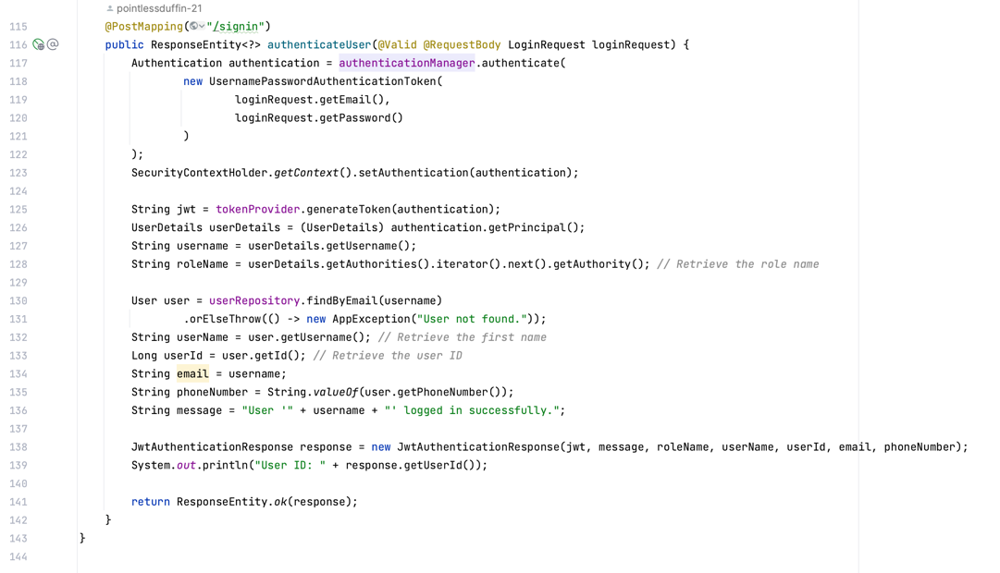 pointlessduffin-21
115 @PostMapping("/signin")
116 public ResponseEntity<?> authenticateUser(@Valid @RequestBody LoginRequest loginRequest) {
117 Authentication authentication = authenticationManager.authenticate(
118 new UsernamePasswordAuthenticationToken(
119 loginRequest.getEmail(),
120 loginRequest.getPassword()
121 )
122 );
123 SecurityContextHolder.getContext().setAuthentication(authentication);
124
125 String jwt = tokenProvider.generateToken(authentication);
126 UserDetails userDetails = (UserDetails) authentication.getPrincipal();
127 String username = userDetails.getUsername();
128 String roleName = userDetails.getAuthorities().iterator().next().getAuthority(); // Retrieve the role name
129
130 User user = userRepository.findByEmail(username)
131 .orElseThrow(() -> new AppException("User not found."));
132 String userName = user.getUsername(); // Retrieve the first name
133 Long userId = user.getId(); // Retrieve the user ID
134 String email = username;
135 String phoneNumber = String.valueOf(user.getPhoneNumber());
136 String message = "User '" + username + "' logged in successfully.";
137
138 JwtAuthenticationResponse response = new JwtAuthenticationResponse(jwt, message, roleName, userName, userId, email, phoneNumber);
139 System.out.println("User ID: " + response.getUserId());
140
141 return ResponseEntity.ok(response);
142 }
143 }
144